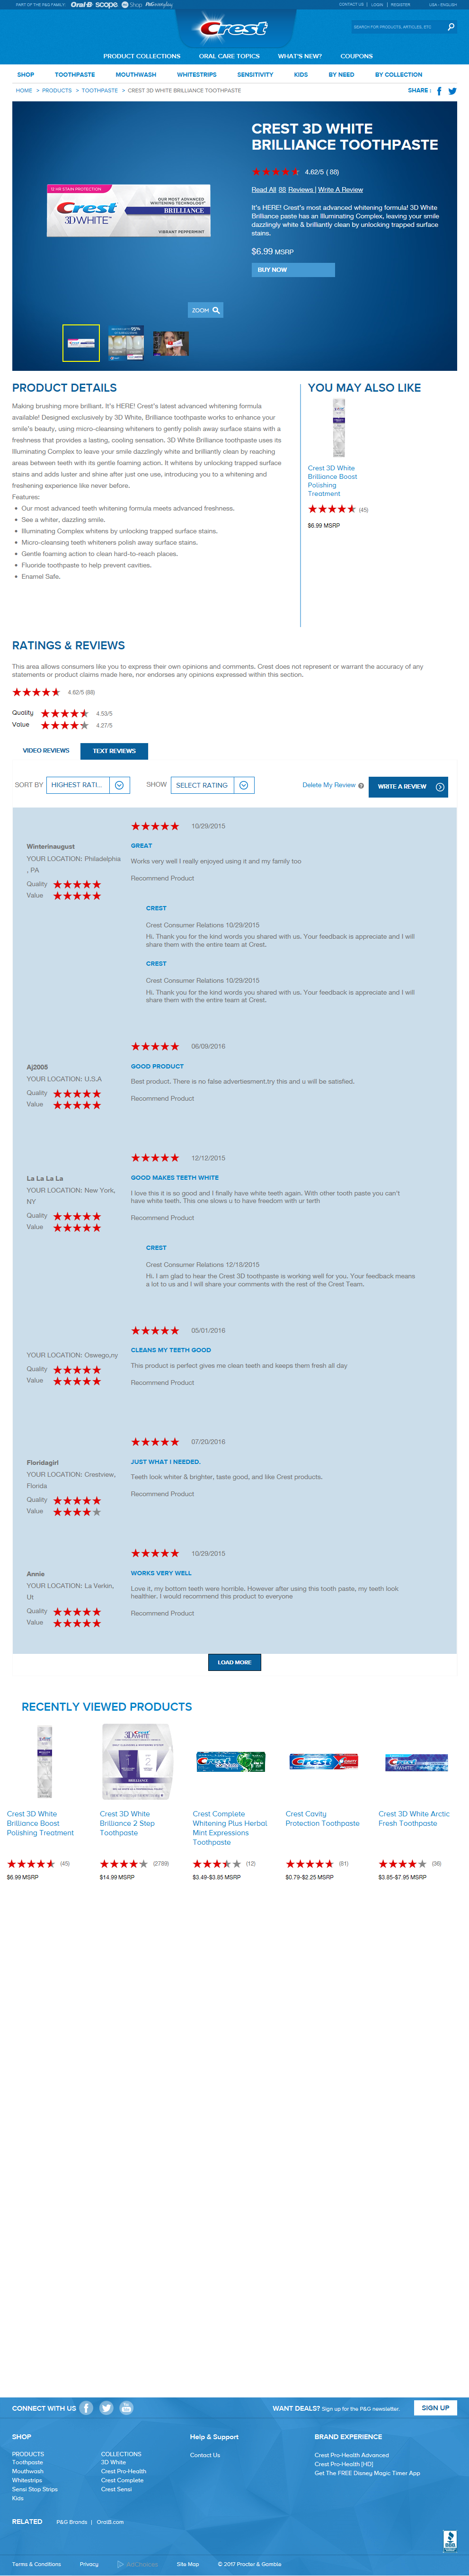 PART OF THE P&G FAMILY
Oral-B
scope
Shop
P&G everyday
CONTACT US | LOGIN | REGISTER
USA - ENGLISH
Crest
SEARCH FOR PRODUCTS, ARTICLES, ETC
PRODUCT COLLECTIONS
ORAL CARE TOPICS
WHAT'S NEW?
COUPONS
SHOP
TOOTHPASTE
MOUTHWASH
WHITESTRIPS
SENSITIVITY
KIDS
BY NEED
BY COLLECTION
HOME > PRODUCTS > TOOTHPASTE > CREST 3D WHITE BRILLIANCE TOOTHPASTE
SHARE :
CREST 3D WHITE
BRILLIANCE TOOTHPASTE
4.62/5 ( 88)
Read All 88 Reviews | Write A Review
It's HERE! Crest's most advanced whitening formula! 3D White
Brilliance paste has an Illuminating Complex, leaving your smile
dazzlingly white & brilliantly clean by unlocking trapped surface
stains.
$6.99 MSRP
BUY NOW
12 HR STAIN PROTECTION
Crest 3DWHITE
OUR MOST ADVANCED
WHITENING TECHNOLOGY
BRILLIANCE
VIBRANT PEPPERMINT
ZOOM
PRODUCT DETAILS
Making brushing more brilliant. It's HERE! Crest's latest advanced whitening formula
available! Designed exclusively by 3D White, Brilliance toothpaste works to enhance your
smile's beauty, using micro-cleansing whiteners to gently polish away surface stains with a
freshness that provides a lasting, cooling sensation. 3D White Brilliance toothpaste uses its
Illuminating Complex to leave your smile dazzlingly white and brilliantly clean by reaching
areas between teeth with its gentle foaming action. It whitens by unlocking trapped surface
stains and adds luster and shine after just one use, introducing you to a whitening and
freshening experience like never before.
Features:
Our most advanced teeth whitening formula meets advanced freshness.
See a whiter, dazzling smile.
Illuminating Complex whitens by unlocking trapped surface stains.
Micro-cleansing teeth whiteners polish away surface stains.
Gentle foaming action to clean hard-to-reach places.
Fluoride toothpaste to help prevent cavities.
Enamel Safe.
YOU MAY ALSO LIKE
Crest 3D White
Brilliance Boost
Polishing
Treatment
(45)
$6.99 MSRP
RATINGS & REVIEWS
This area allows consumers like you to express their own opinions and comments. Crest does not represent or warrant the accuracy of any
statements or product claims made here, nor endorses any opinions expressed within this section.
4.62/5 (88)
Quality 4.53/5
Value 4.27/5
VIDEO REVIEWS
TEXT REVIEWS
SORT BY HIGHEST RATI...
SHOW SELECT RATING
Delete My Review
WRITE A REVIEW
10/29/2015
Winterinaugust
YOUR LOCATION: Philadelphia
, PA
Quality
Value
GREAT
Works very well I really enjoyed using it and my family too
Recommend Product
CREST
Crest Consumer Relations 10/29/2015
Hi. Thank you for the kind words you shared with us. Your feedback is appreciate and I will
share them with the entire team at Crest.
CREST
Crest Consumer Relations 10/29/2015
Hi. Thank you for the kind words you shared with us. Your feedback is appreciate and I will
share them with the entire team at Crest.
06/09/2016
Aj2005
YOUR LOCATION: U.S.A
Quality
Value
GOOD PRODUCT
Best product. There is no false advertiesment.try this and u will be satisfied.
Recommend Product
12/12/2015
La La La La
YOUR LOCATION: New York,
NY
Quality
Value
GOOD MAKES TEETH WHITE
I love this it is so good and I finally have white teeth again. With other tooth paste you can't
have white teeth. This one slows u to have freedom with ur terth
Recommend Product
CREST
Crest Consumer Relations 12/18/2015
Hi. I am glad to hear the Crest 3D toothpaste is working well for you. Your feedback means
a lot to us and I will share your comments with the rest of the Crest Team.
05/01/2016
YOUR LOCATION: Oswego,ny
Quality
Value
CLEANS MY TEETH GOOD
This product is perfect gives me clean teeth and keeps them fresh all day
Recommend Product
07/20/2016
Floridagirl
YOUR LOCATION: Crestview,
Florida
Quality
Value
JUST WHAT I NEEDED.
Teeth look whiter & brighter, taste good, and like Crest products.
Recommend Product
10/29/2015
Annie
YOUR LOCATION: La Verkin,
Ut
Quality
Value
WORKS VERY WELL
Love it, my bottom teeth were horrible. However after using this tooth paste, my teeth look
healthier. I would recommend this product to everyone
Recommend Product
LOAD MORE
RECENTLY VIEWED PRODUCTS
Crest 3D White
Brilliance Boost
Polishing Treatment
(45)
$6.99 MSRP
Crest 3D White
Brilliance 2 Step
Toothpaste
(2789)
$14.99 MSRP
Crest Complete
Whitening Plus Herbal
Mint Expressions
Toothpaste
(12)
$3.49-$3.85 MSRP
Crest Cavity
Protection Toothpaste
(81)
$0.79-$2.25 MSRP
Crest 3D White Arctic
Fresh Toothpaste
(36)
$3.85-$7.95 MSRP
CONNECT WITH US
WANT DEALS? Sign up for the P&G newsletter.
SIGN UP
SHOP
Help & Support
BRAND EXPERIENCE
PRODUCTS
Toothpaste
Mouthwash
Whitestrips
Sensi Stop Strips
Kids
COLLECTIONS
3D White
Crest Pro-Health
Crest Complete
Crest Sensi
Contact Us
Crest Pro-Health Advanced
Crest Pro-Health [HD]
Get The FREE Disney Magic Timer App
RELATED
P&G Brands | OralB.com
BBB
Terms & Conditions
Privacy
AdChoices
Site Map
© 2017 Procter & Gamble